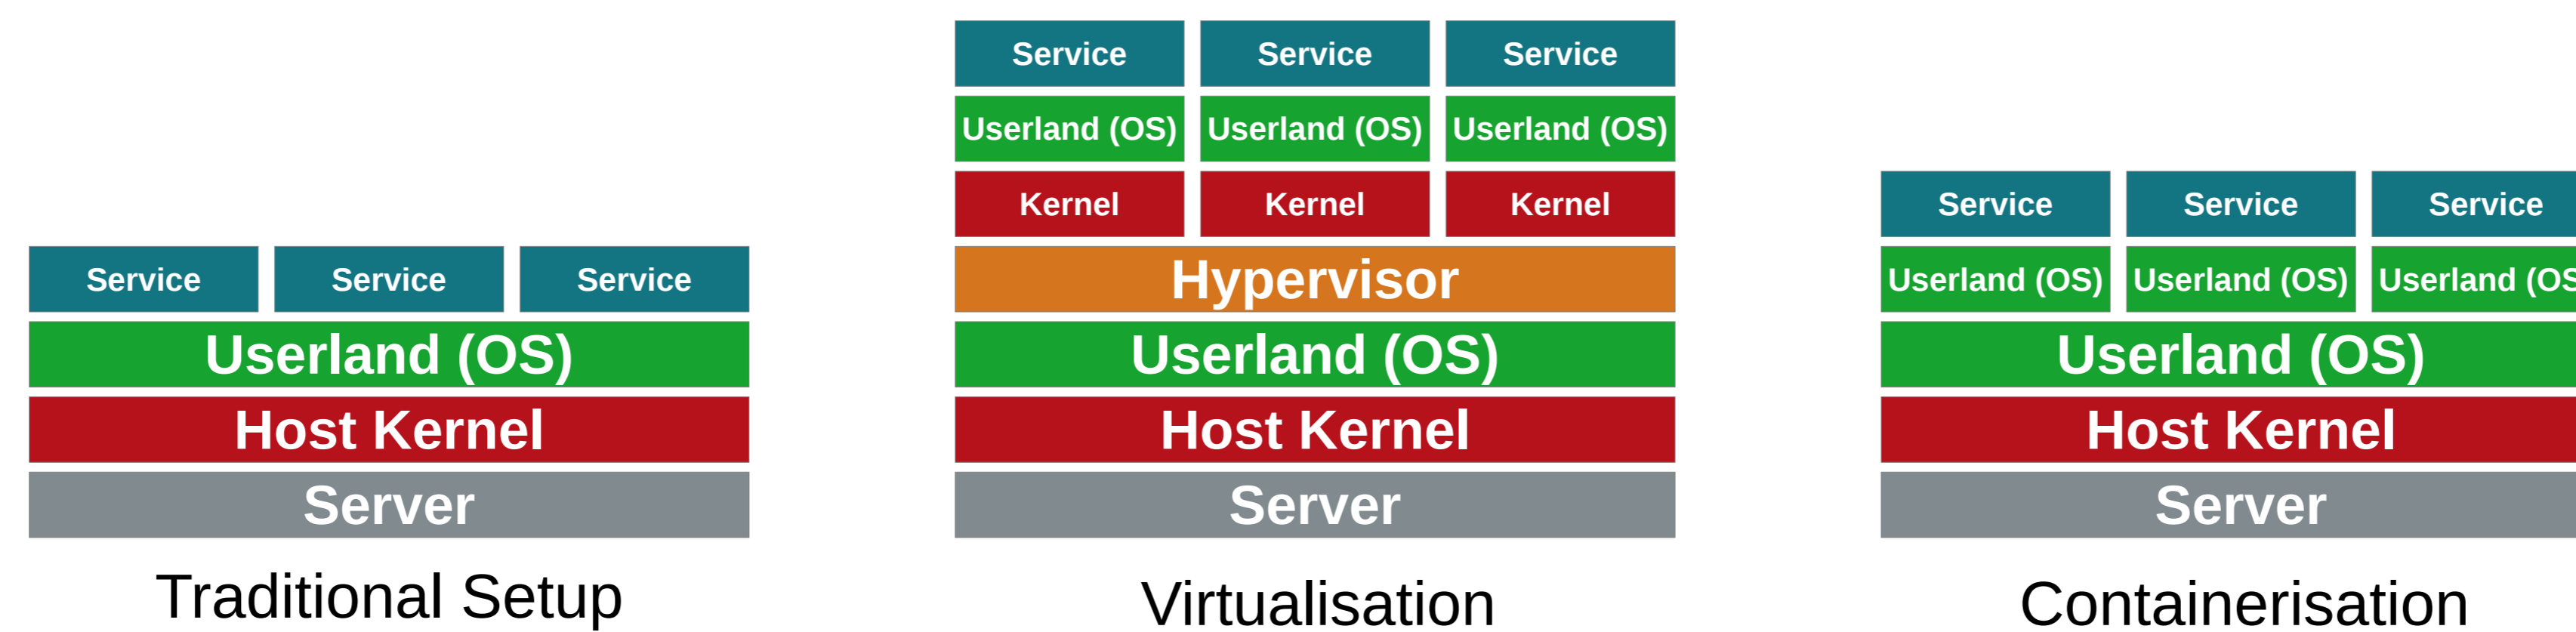 Service Service Service
Userland (OS)
Host Kernel
Server
Traditional Setup
Service Service Service
Userland (OS) Userland (OS) Userland (OS)
Kernel Kernel Kernel
Hypervisor
Userland (OS)
Host Kernel
Server
Virtualisation
Service Service Service
Userland (OS) Userland (OS) Userland (OS
Userland (OS)
Host Kernel
Server
Containerisation